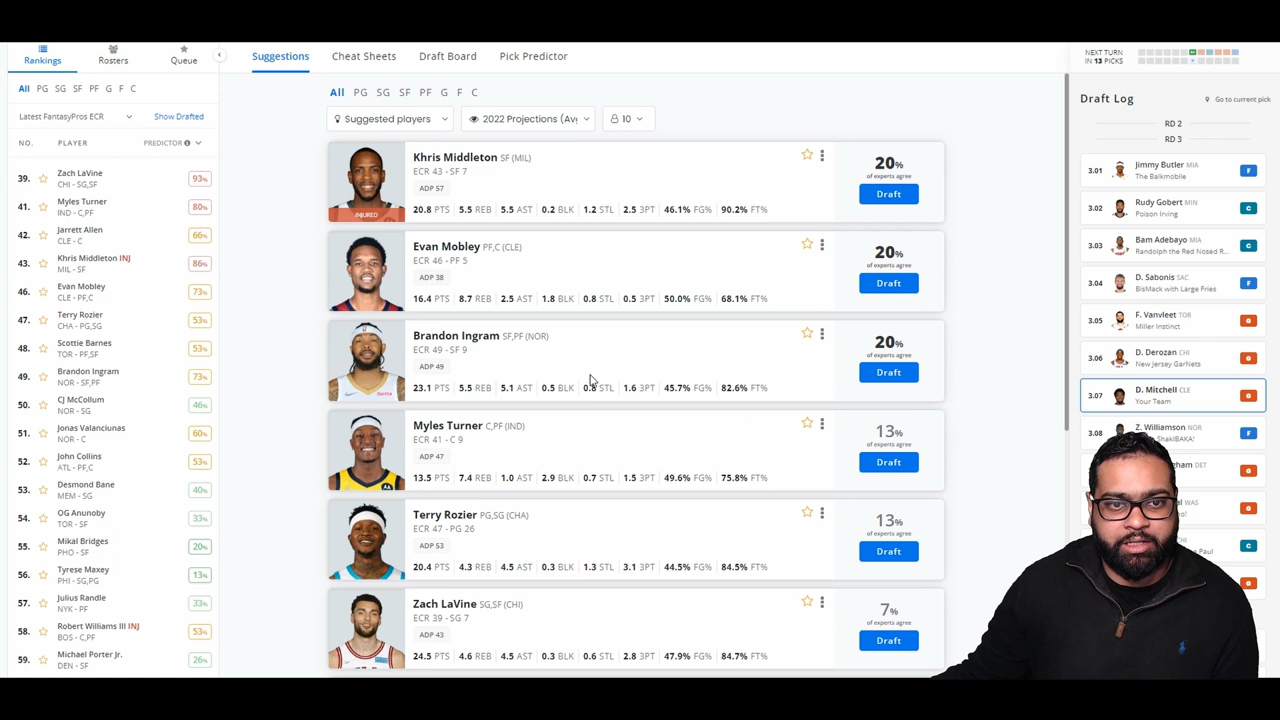 Rankings
Rosters
Queue
All PG SG SF PF G F C
Latest FantasyPros ECR
Show Drafted
NO. PLAYER PREDICTOR
39. Zach LaVine
CHI - SG,SF
93%
41. Myles Turner
IND - C,PF
80%
42. Jarrett Allen
CLE - C
66%
43. Khris Middleton INJ
MIL - SF
86%
46. Evan Mobley
CLE - PF,C
73%
47. Terry Rozier
CHA - PG,SG
53%
48. Scottie Barnes
TOR - PF,SF
53%
49. Brandon Ingram
NOR - SF,PF
73%
50. CJ McCollum
NOR - SG
46%
51. Jonas Valanciunas
NOR - C
60%
52. John Collins
ATL - PF,C
53%
53. Desmond Bane
MEM - SG
40%
54. OG Anunoby
TOR - SF
33%
55. Mikal Bridges
PHO - SF
20%
56. Tyrese Maxey
PHI - SG,PG
13%
57. Julius Randle
NYK - PF
33%
58. Robert Williams III INJ
BOS - C,PF
53%
59. Michael Porter Jr.
DEN - SF
26%
Suggestions
Cheat Sheets
Draft Board
Pick Predictor
All PG SG SF PF G F C
Suggested players
2022 Projections (Av
10
Khris Middleton SF (MIL)
ECR 43 - SF 7
ADP 57
INJURED
20.8 PTS 5.5 REB 5.5 AST 0.2 BLK 1.2 STL 2.5 3PT 46.1% FG% 90.2% FT%
20%
of experts agree
Draft
Evan Mobley PF,C (CLE)
ECR 46 - PF 5
ADP 38
16.4 PTS 8.7 REB 2.5 AST 1.8 BLK 0.8 STL 0.5 3PT 50.0% FG% 68.1% FT%
20%
of experts agree
Draft
Brandon Ingram SF,PF (NOR)
ECR 49 - SF 9
ADP 49
23.1 PTS 5.5 REB 5.1 AST 0.5 BLK 0.8 STL 1.6 3PT 45.7% FG% 82.6% FT%
20%
of experts agree
Draft
Myles Turner C,PF (IND)
ECR 41 - C 9
ADP 47
13.5 PTS 7.4 REB 1.0 AST 2.9 BLK 0.7 STL 1.5 3PT 49.6% FG% 75.8% FT%
13%
of experts agree
Draft
Terry Rozier PG,SG (CHA)
ECR 47 - PG 26
ADP 53
20.4 PTS 4.3 REB 4.5 AST 0.3 BLK 1.3 STL 3.1 3PT 44.5% FG% 84.5% FT%
13%
of experts agree
Draft
Zach LaVine SG,SF (CHI)
ECR 39 - SG 7
ADP 43
24.5 PTS 4.6 REB 4.5 AST 0.3 BLK 0.6 STL 2.8 3PT 47.9% FG% 84.7% FT%
7%
of experts agree
Draft
NEXT TURN
IN 13 PICKS
Draft Log
Go to current pick
RD 2
RD 3
3.01 Jimmy Butler MIA
The Balkmobile
F
3.02 Rudy Gobert MIN
Poison Irving
C
3.03 Bam Adebayo MIA
Randolph the Red Nosed R...
C
3.04 D. Sabonis SAC
BisMack with Large Fries
F
3.05 F. Vanvleet TOR
Miller Instinct
G
3.06 D. Derozan CHI
New Jersey GarNets
G
3.07 D. Mitchell CLE
Your Team
G
3.08 Z. Williamson NOR
ShakIBAKA!
F
DET
G
WAS
G
CHI
Paul
C
G